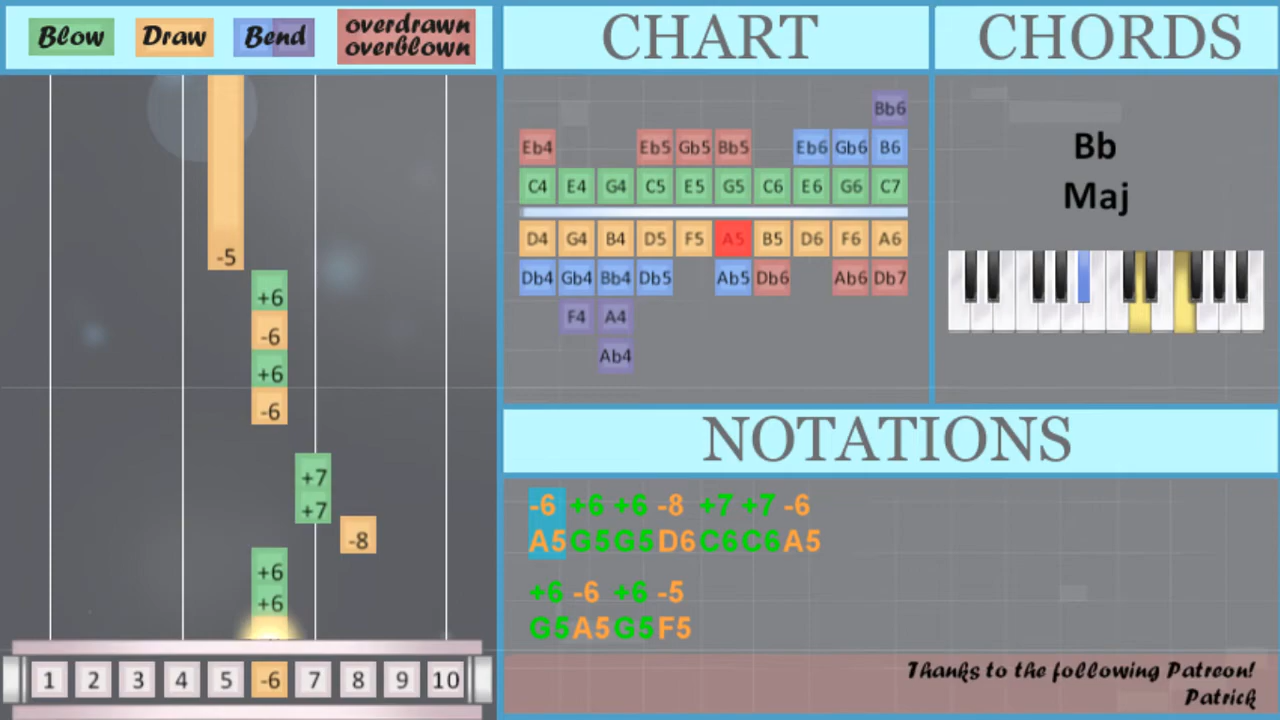 Blow Draw Bend overdrawn
overblown
CHART
CHORDS
Bb6
Eb4 Eb5 Gb5 Bb5 Eb6 Gb6 B6
C4 E4 G4 C5 E5 G5 C6 E6 G6 C7
D4 G4 B4 D5 F5 A5 B5 D6 F6 A6
Db4 Gb4 Bb4 Db5 Ab5 Db6 Ab6 Db7
F4 A4
Ab4
Bb
Maj
-5
+6
-6
+6
-6
+7
+7
-8
+6
+6
1 2 3 4 5 -6 7 8 9 10
NOTATIONS
-6 +6 +6 -8 +7 +7 -6
A5 G5 G5 D6 C6 C6 A5
+6 -6 +6 -5
G5 A5 G5 F5
Thanks to the following Patreon!
Patrick